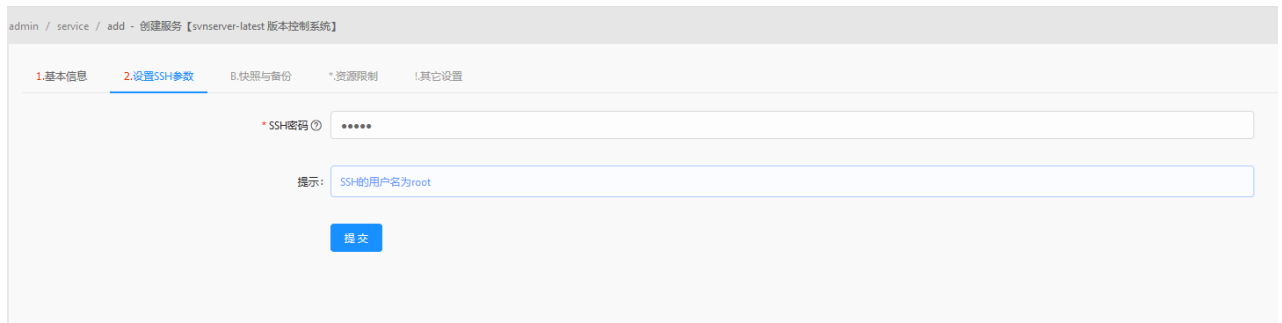 admin / service / add - 创建服务【svnserver-latest 版本控制系统】
1.基本信息 2.设置SSH参数 B.快照与备份 *.资源限制 !.其它设置
* SSH密码 ? •••••
提示: SSH的用户名为root
提 交